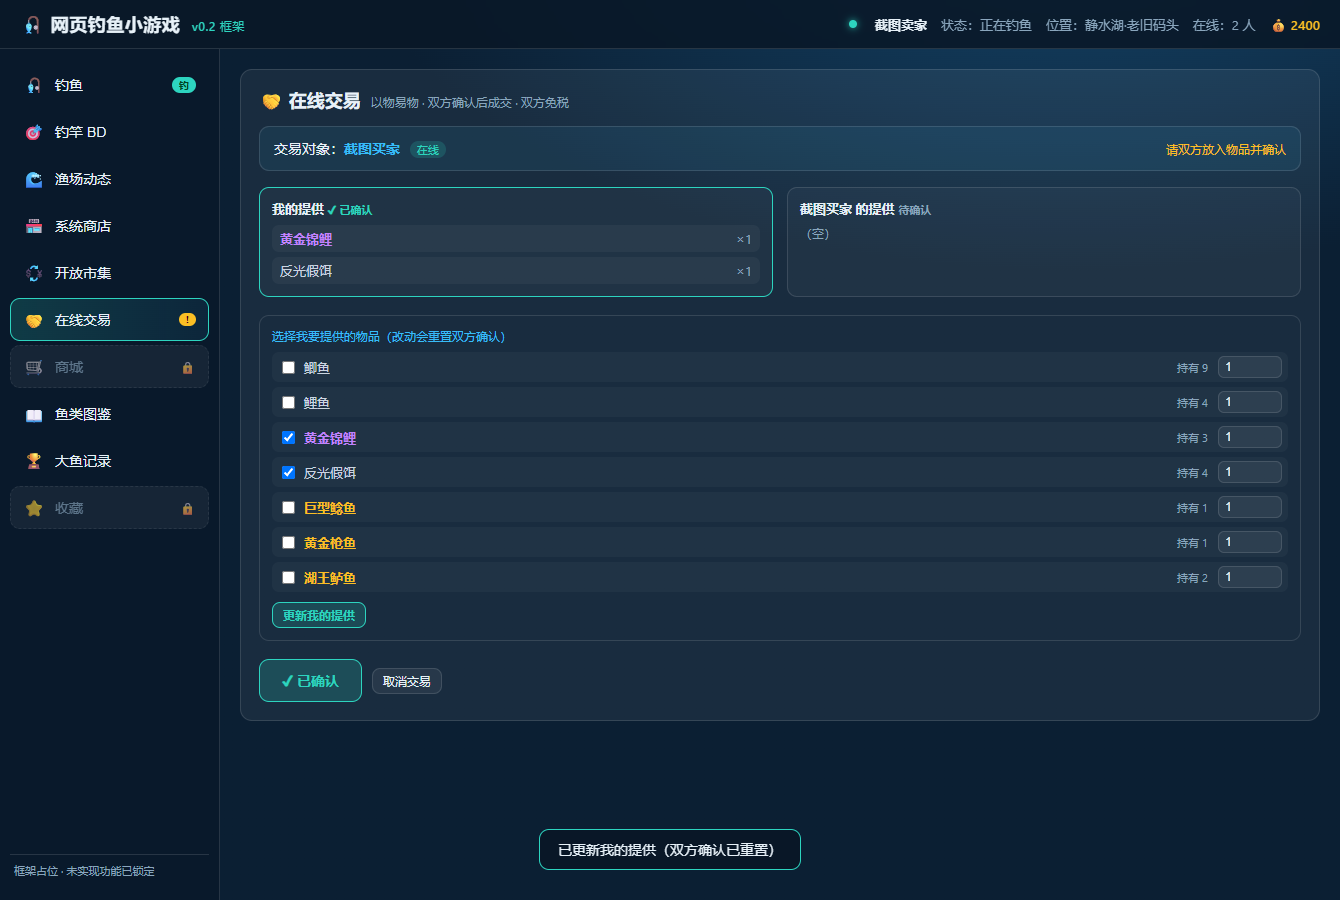 网页钓鱼小游戏 v0.2 框架
截图卖家 状态：正在钓鱼 位置：静水湖·老旧码头 在线：2 人 2400
钓鱼 钓
钓竿 BD
渔场动态
系统商店
开放市集
在线交易 !
商城
鱼类图鉴
大鱼记录
收藏
框架占位 · 未实现功能已锁定
在线交易 以物易物 · 双方确认后成交 · 双方免税
交易对象：截图买家 在线 请双方放入物品并确认
我的提供 ✓已确认
黄金锦鲤 ×1
反光假饵 ×1
截图买家 的提供 待确认
（空）
选择我要提供的物品（改动会重置双方确认）
鲫鱼 持有 9 1
鲤鱼 持有 4 1
黄金锦鲤 持有 3 1
反光假饵 持有 4 1
巨型鲶鱼 持有 1 1
黄金枪鱼 持有 1 1
湖王鲈鱼 持有 2 1
更新我的提供
✓已确认 取消交易
已更新我的提供（双方确认已重置）